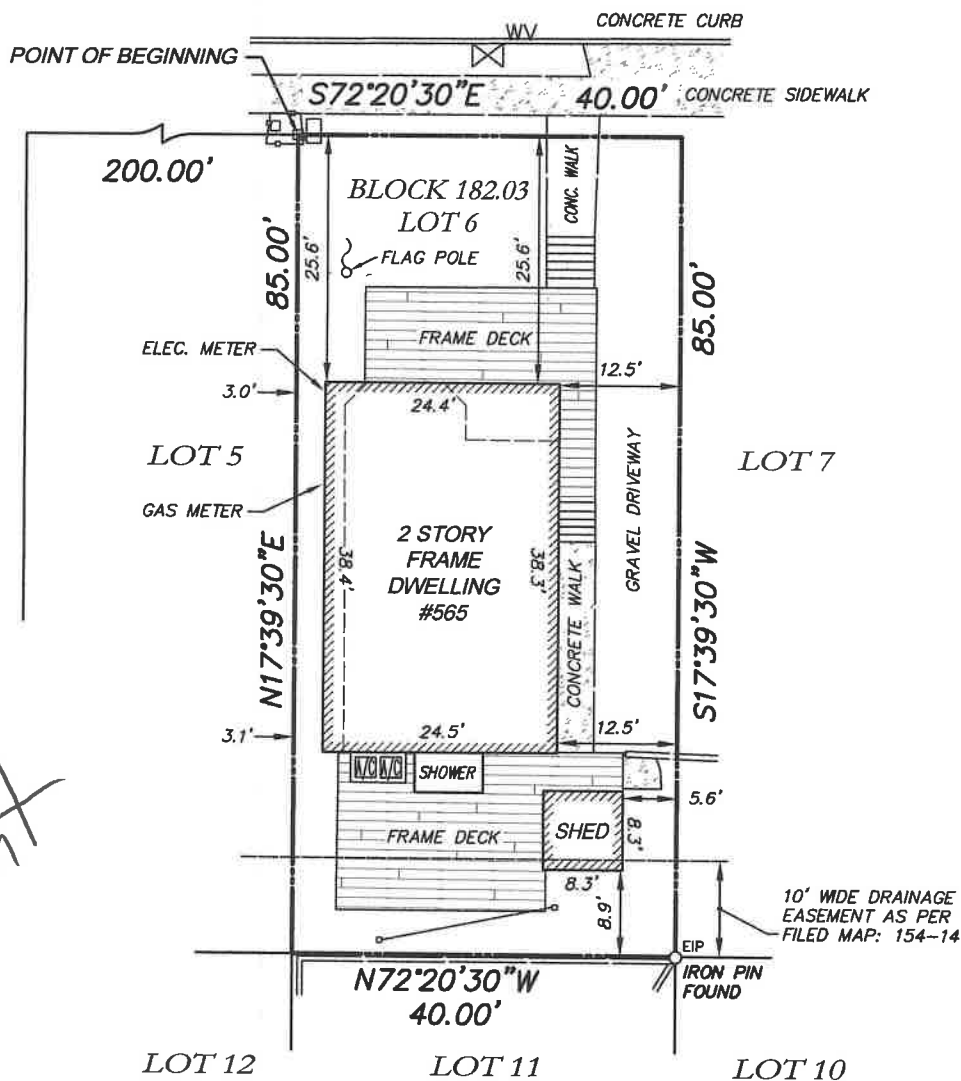 CONCRETE CURB
WV
POINT OF BEGINNING
S72°20'30"E 40.00' CONCRETE SIDEWALK
200.00'
BLOCK 182.03
LOT 6
CONC. WALK
85.00'
25.6'
25.6'
85.00'
FLAG POLE
FRAME DECK
ELEC. METER
12.5'
3.0'
24.4'
LOT 5
LOT 7
GAS METER
GRAVEL DRIVEWAY
2 STORY
FRAME
DWELLING
#565
38.4'
38.3'
N17°39'30"E
S17°39'30"W
CONCRETE WALK
24.5'
12.5'
3.1'
A/C A/C
SHOWER
5.6'
FRAME DECK
SHED
8.3'
8.3'
8.9'
10' WIDE DRAINAGE
EASEMENT AS PER
FILED MAP: 154-14
EIP
IRON PIN
FOUND
N72°20'30"W
40.00'
LOT 12
LOT 11
LOT 10